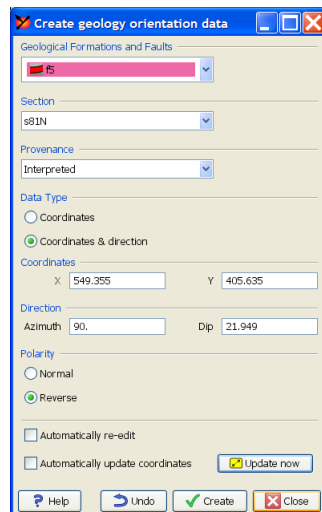 Create geology orientation data
Geological Formations and Faults
f5
Section
s81N
Provenance
Interpreted
Data Type
Coordinates
Coordinates & direction
Coordinates
X 549.355 Y 405.635
Direction
Azimuth 90. Dip 21.949
Polarity
Normal
Reverse
Automatically re-edit
Automatically update coordinates Update now
Help Undo Create Close